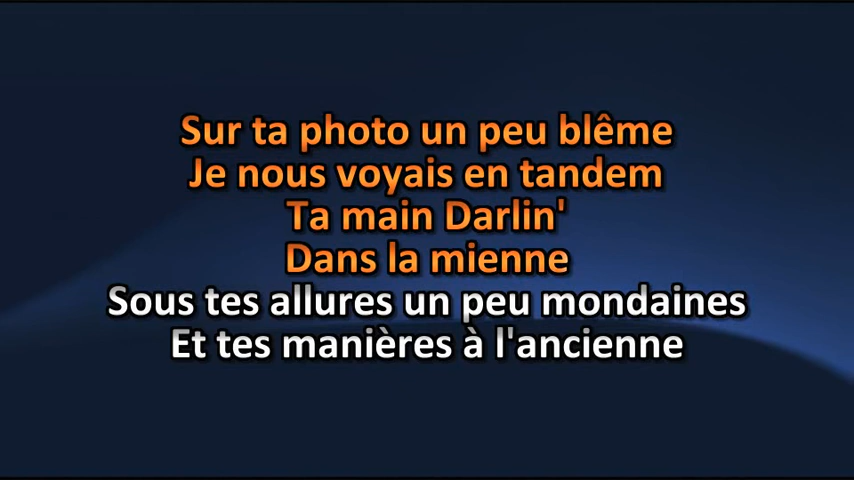 Sur ta photo un peu blême
Je nous voyais en tandem
Ta main Darlin'
Dans la mienne
Sous tes allures un peu mondaines
Et tes manières à l'ancienne